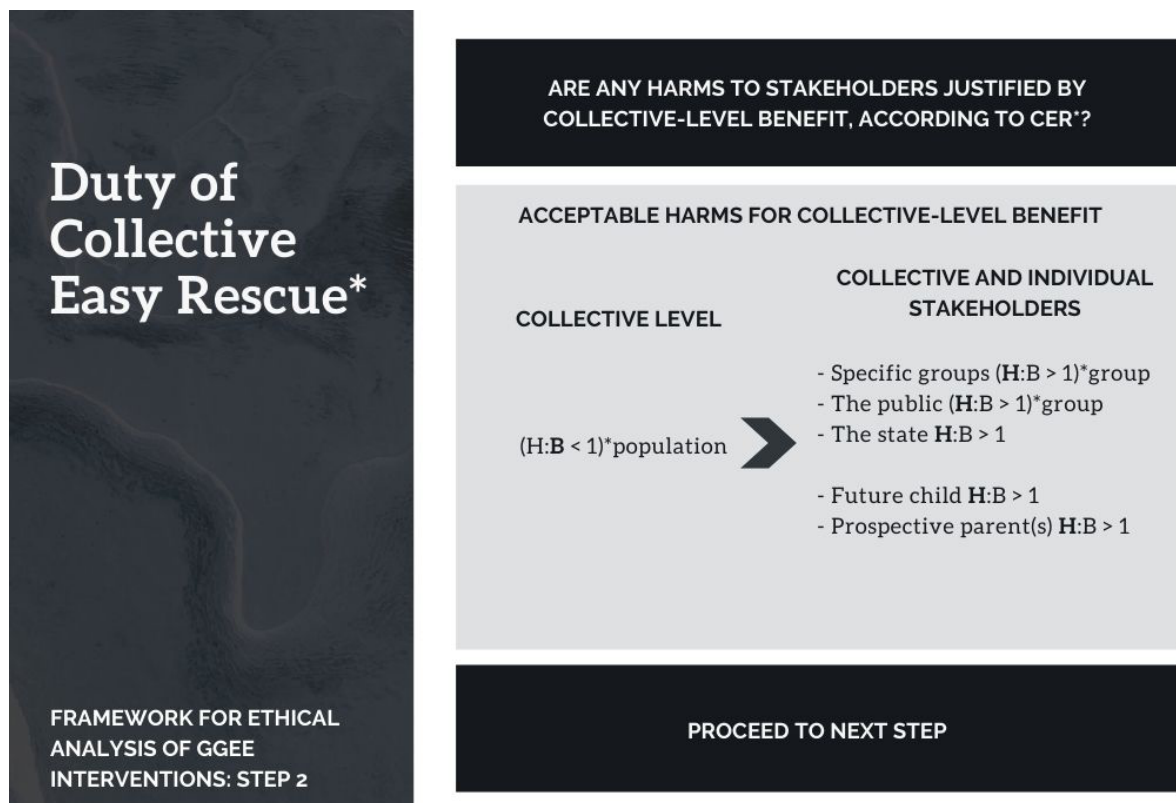 Duty of
Collective
Easy Rescue*
FRAMEWORK FOR ETHICAL
ANALYSIS OF GGEE
INTERVENTIONS: STEP 2
ARE ANY HARMS TO STAKEHOLDERS JUSTIFIED BY
COLLECTIVE-LEVEL BENEFIT, ACCORDING TO CER*?
ACCEPTABLE HARMS FOR COLLECTIVE-LEVEL BENEFIT
COLLECTIVE LEVEL
(H:B < 1)*population
COLLECTIVE AND INDIVIDUAL
STAKEHOLDERS
- Specific groups (H:B > 1)*group
- The public (H:B > 1)*group
- The state H:B > 1
- Future child H:B > 1
- Prospective parent(s) H:B > 1
PROCEED TO NEXT STEP